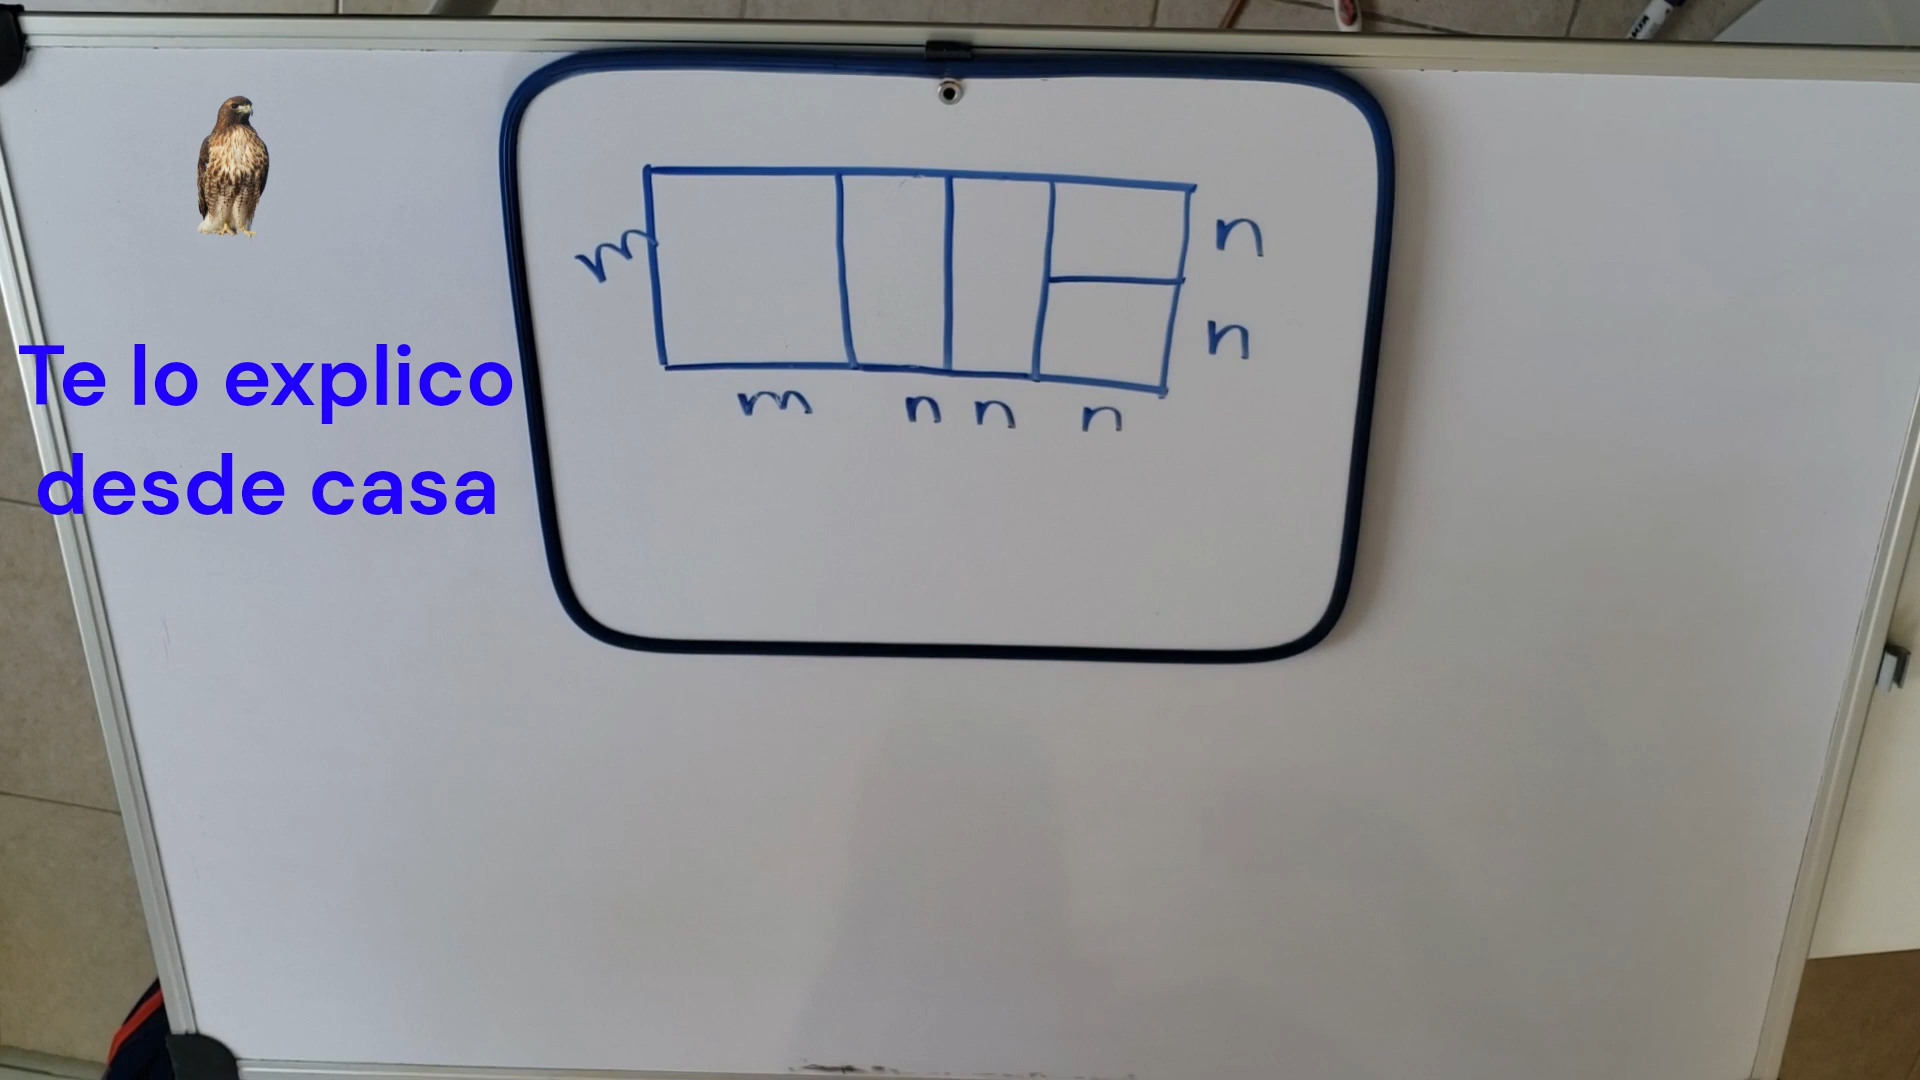 m
n
n
m n n n
Te lo explico
desde casa